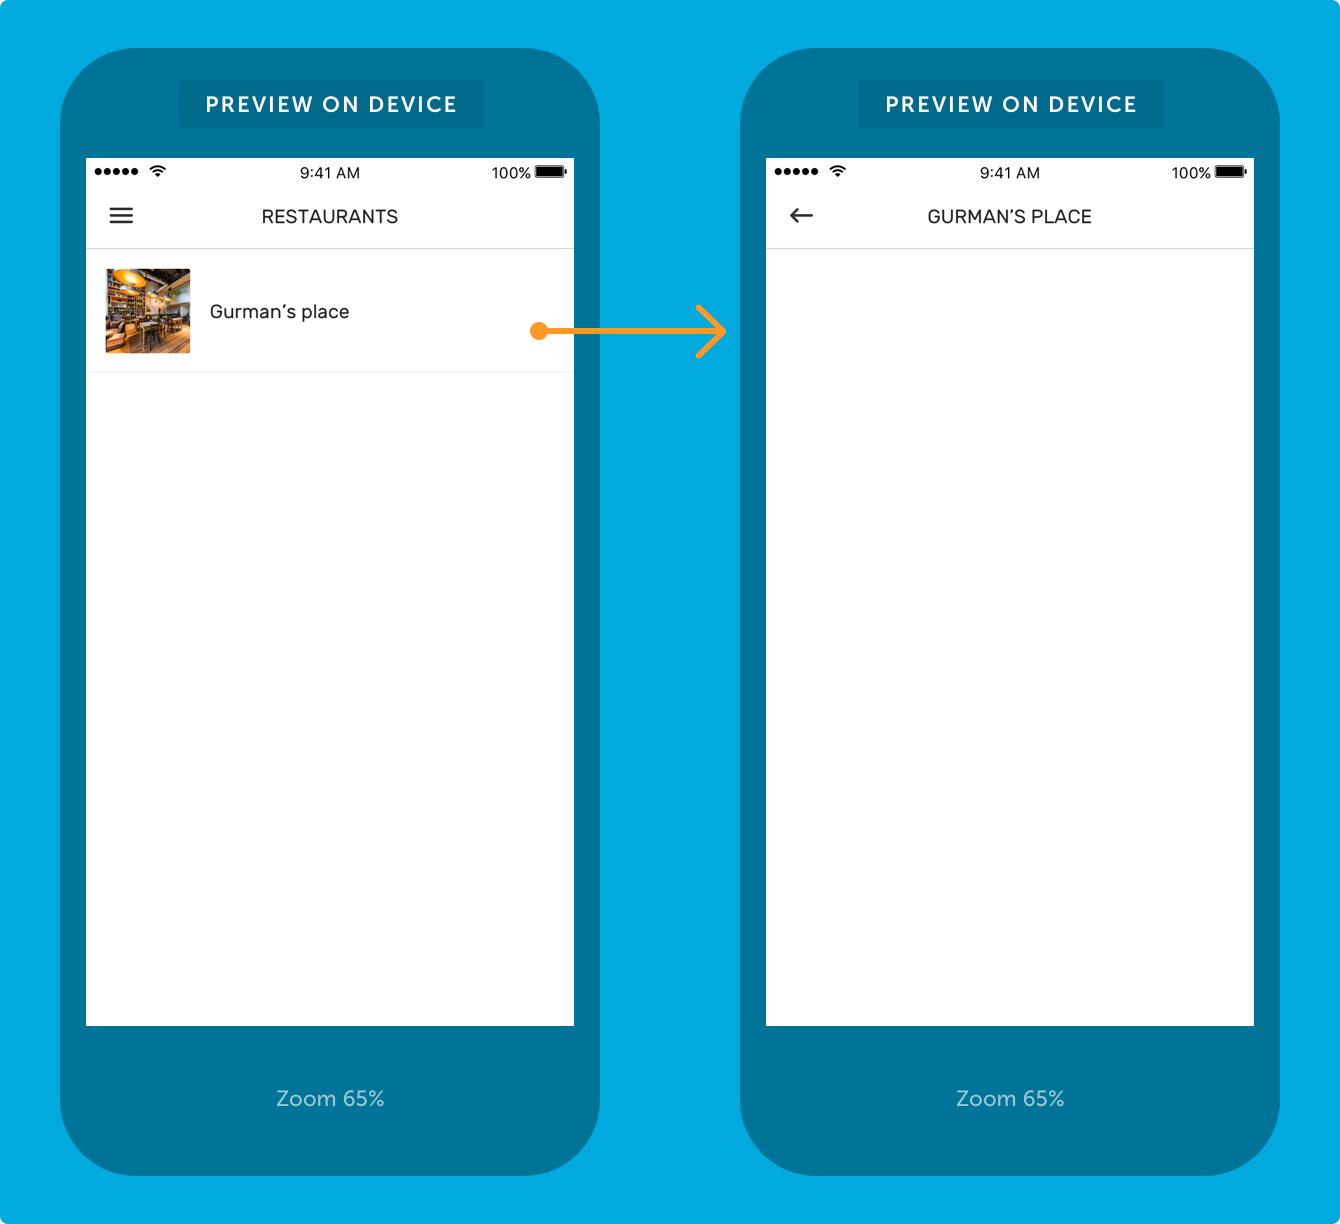 PREVIEW ON DEVICE
9:41 AM
100%
RESTAURANTS
Gurman’s place
Zoom 65%
PREVIEW ON DEVICE
9:41 AM
100%
GURMAN’S PLACE
Zoom 65%